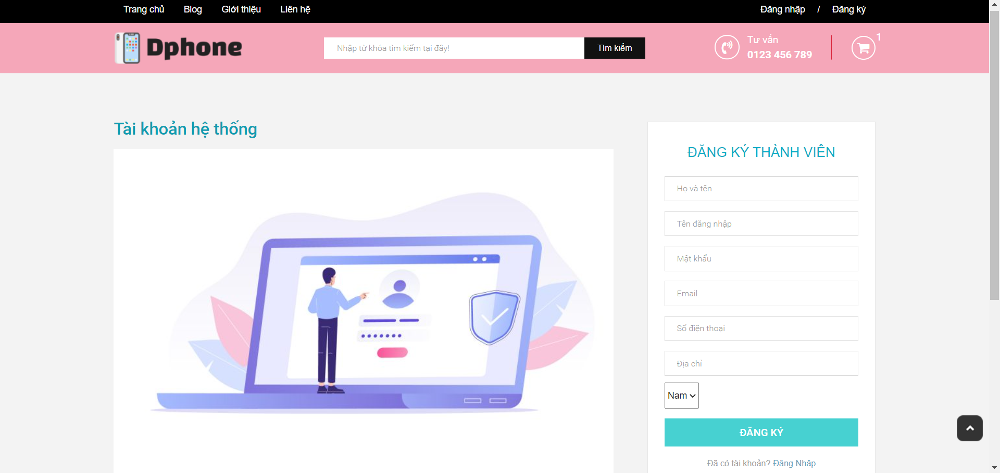 Trang chủ Blog Giới thiệu Liên hệ Đăng nhập / Đăng ký
Dphone
Nhập từ khóa tìm kiếm tại đây!
Tìm kiếm
Tư vấn
0123 456 789
1
Tài khoản hệ thống
ĐĂNG KÝ THÀNH VIÊN
Họ và tên
Tên đăng nhập
Mật khẩu
Email
Số điện thoại
Địa chỉ
Nam
ĐĂNG KÝ
Đã có tài khoản? Đăng Nhập